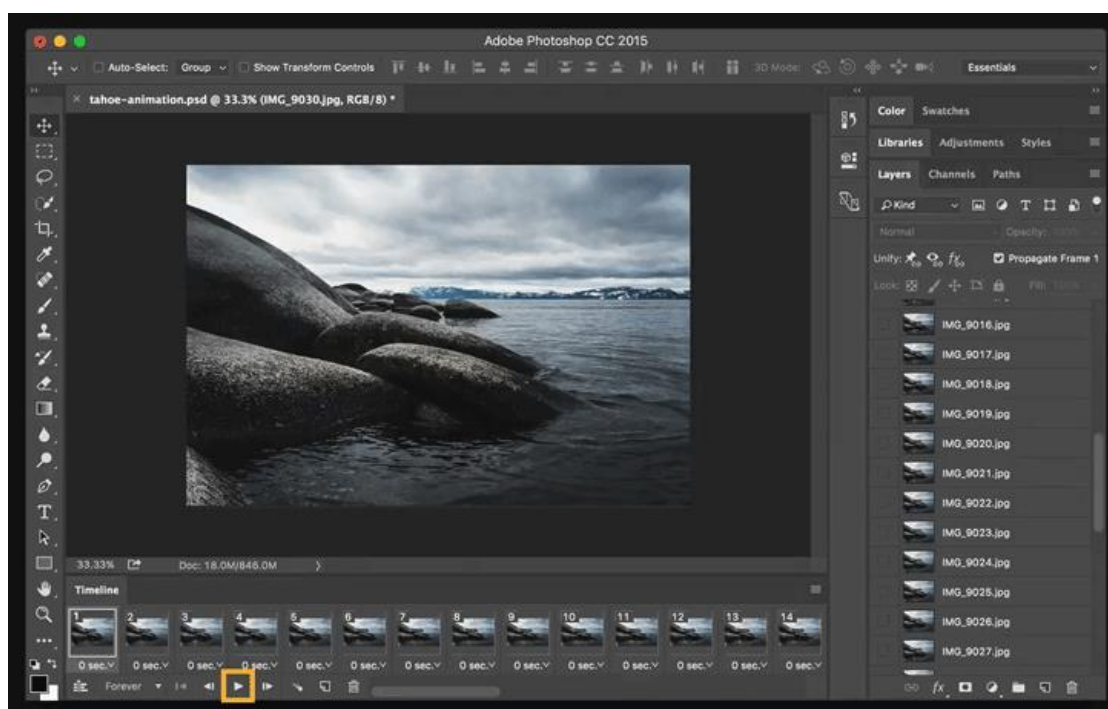 Adobe Photoshop CC 2015
Auto-Select: Group Show Transform Controls 3D Mode: Essentials
× tahoe-animation.psd @ 33.3% (IMG_9030.jpg, RGB/8) *
Color Swatches
Libraries Adjustments Styles
Layers Channels Paths
Kind
Normal Opacity: 100%
Unify: Propagate Frame 1
Lock: Fill: 100%
IMG_9016.jpg
IMG_9017.jpg
IMG_9018.jpg
IMG_9019.jpg
IMG_9020.jpg
IMG_9021.jpg
IMG_9022.jpg
IMG_9023.jpg
IMG_9024.jpg
IMG_9025.jpg
IMG_9026.jpg
IMG_9027.jpg
33.33% Doc: 18.0M/846.0M
Timeline
1 2 3 4 5 6 7 8 9 10 11 12 13 14
0 sec. 0 sec. 0 sec. 0 sec. 0 sec. 0 sec. 0 sec. 0 sec. 0 sec. 0 sec. 0 sec. 0 sec. 0 sec. 0 sec.
Forever
fx